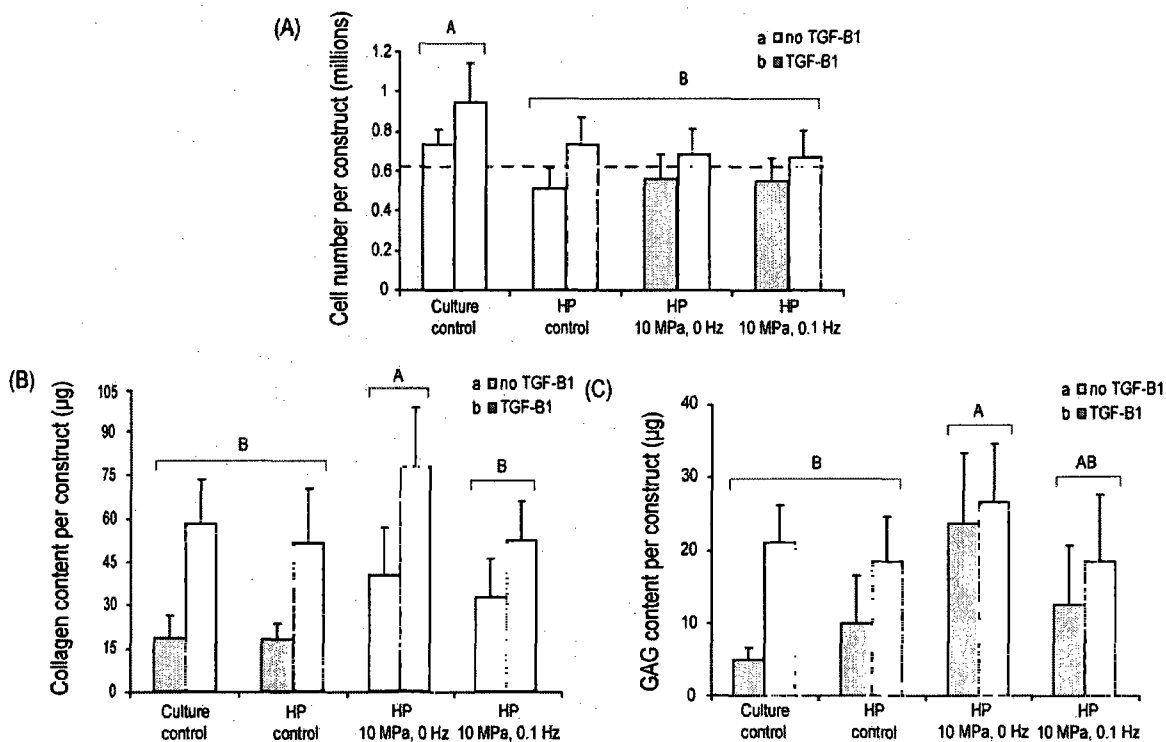 (A)
A
a □ no TGF-B1
b ▒ TGF-B1
B
Cell number per construct (millions)
1.2
1
0.8
0.6
0.4
0.2
0
Culture control
HP control
HP 10 MPa, 0 Hz
HP 10 MPa, 0.1 Hz
(B)
A
a □ no TGF-B1
b ▒ TGF-B1
B
B
Collagen content per construct (µg)
105
90
75
60
45
30
15
0
Culture control
HP control
HP 10 MPa, 0 Hz
HP 10 MPa, 0.1 Hz
(C)
a □ no TGF-B1
b ▒ TGF-B1
A
B
AB
GAG content per construct (µg)
40
30
20
10
0
Culture control
HP control
HP 10 MPa, 0 Hz
HP 10 MPa, 0.1 Hz